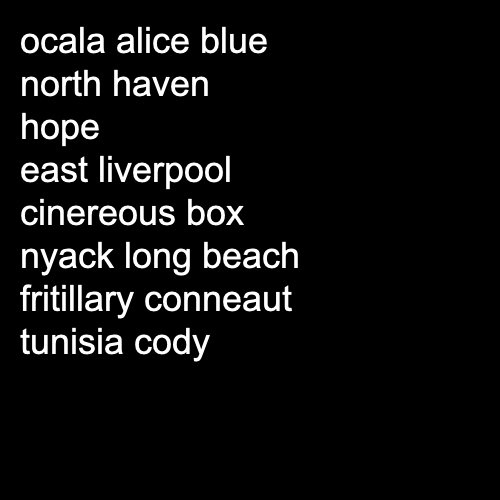 ocala alice blue
north haven
hope
east liverpool
cinereous box
nyack long beach
fritillary conneaut
tunisia cody